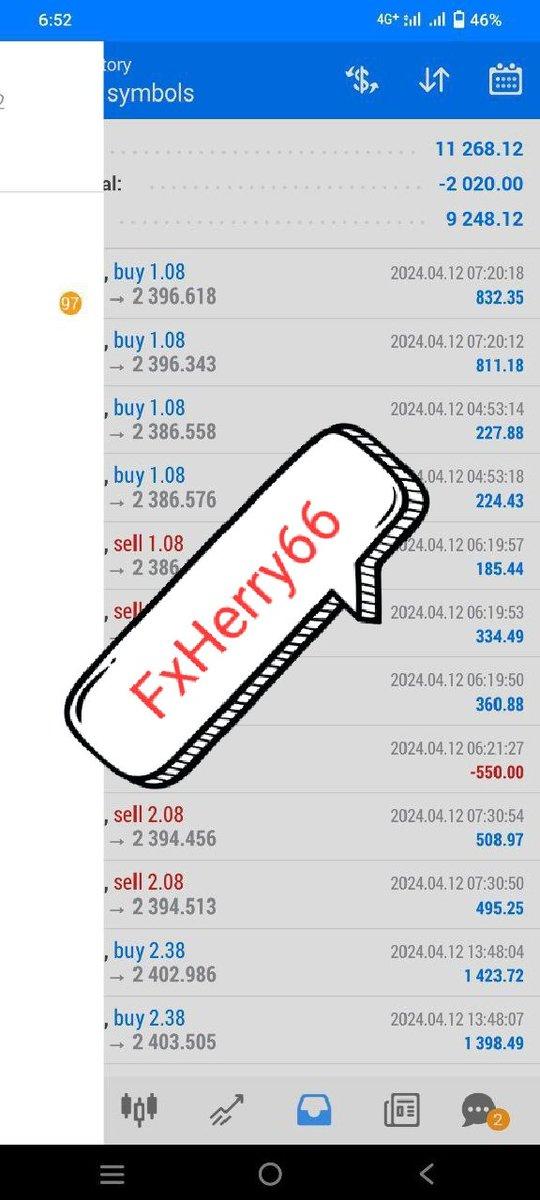 6:52
4G+ 46%
tory
symbols
11 268.12
al: -2 020.00
9 248.12
97
, buy 1.08 2024.04.12 07:20:18
→ 2 396.618 832.35
, buy 1.08 2024.04.12 07:20:12
→ 2 396.343 811.18
, buy 1.08 2024.04.12 04:53:14
→ 2 386.558 227.88
, buy 1.08 04.12 04:53:18
→ 2 386.576 224.43
, sell 1.08 2024.04.12 06:19:57
→ 2 386. 185.44
, sell 04.12 06:19:53
334.49
2024.04.12 06:19:50
360.88
2024.04.12 06:21:27
-550.00
, sell 2.08 2024.04.12 07:30:54
→ 2 394.456 508.97
, sell 2.08 2024.04.12 07:30:50
→ 2 394.513 495.25
, buy 2.38 2024.04.12 13:48:04
→ 2 402.986 1 423.72
, buy 2.38 2024.04.12 13:48:07
→ 2 403.505 1 398.49
FxHerry66
2